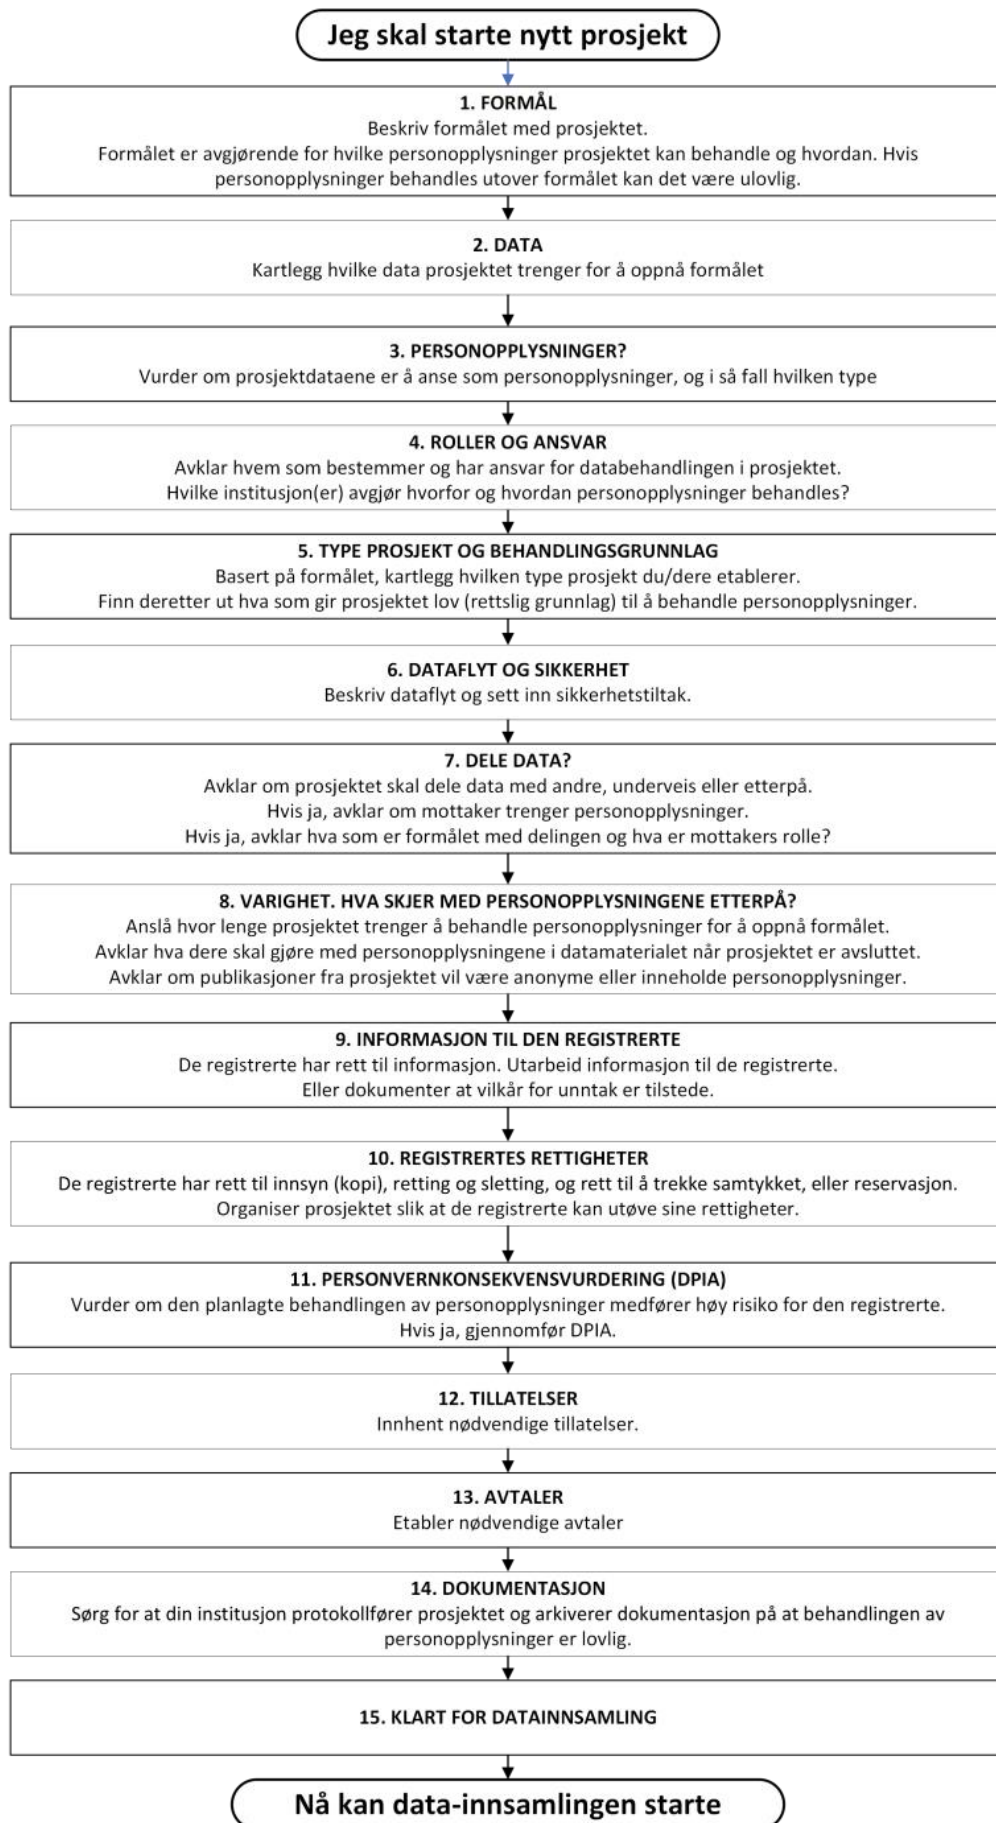 Jeg skal starte nytt prosjekt
1. FORMÅL
Beskriv formålet med prosjektet.
Formålet er avgjørende for hvilke personopplysninger prosjektet kan behandle og hvordan. Hvis
personopplysninger behandles utover formålet kan det være ulovlig.
2. DATA
Kartlegg hvilke data prosjektet trenger for å oppnå formålet
3. PERSONOPPLYSNINGER?
Vurder om prosjektdataene er å anse som personopplysninger, og i så fall hvilken type
4. ROLLER OG ANSVAR
Avklar hvem som bestemmer og har ansvar for databehandlingen i prosjektet.
Hvilke institusjon(er) avgjør hvorfor og hvordan personopplysninger behandles?
5. TYPE PROSJEKT OG BEHANDLINGSGRUNNLAG
Basert på formålet, kartlegg hvilken type prosjekt du/dere etablerer.
Finn deretter ut hva som gir prosjektet lov (rettslig grunnlag) til å behandle personopplysninger.
6. DATAFLYT OG SIKKERHET
Beskriv dataflyt og sett inn sikkerhetstiltak.
7. DELE DATA?
Avklar om prosjektet skal dele data med andre, underveis eller etterpå.
Hvis ja, avklar om mottaker trenger personopplysninger.
Hvis ja, avklar hva som er formålet med delingen og hva er mottakers rolle?
8. VARIGHET. HVA SKJER MED PERSONOPPLYSNINGENE ETTERPÅ?
Anslå hvor lenge prosjektet trenger å behandle personopplysninger for å oppnå formålet.
Avklar hva dere skal gjøre med personopplysningene i datamaterialet når prosjektet er avsluttet.
Avklar om publikasjoner fra prosjektet vil være anonyme eller inneholde personopplysninger.
9. INFORMASJON TIL DEN REGISTRERTE
De registrerte har rett til informasjon. Utarbeid informasjon til de registrerte.
Eller dokumenter at vilkår for unntak er tilstede.
10. REGISTRERTES RETTIGHETER
De registrerte har rett til innsyn (kopi), retting og sletting, og rett til å trekke samtykket, eller reservasjon.
Organiser prosjektet slik at de registrerte kan utøve sine rettigheter.
11. PERSONVERNKONSEKVENSVURDERING (DPIA)
Vurder om den planlagte behandlingen av personopplysninger medfører høy risiko for den registrerte.
Hvis ja, gjennomfør DPIA.
12. TILLATELSER
Innhent nødvendige tillatelser.
13. AVTALER
Etabler nødvendige avtaler
14. DOKUMENTASJON
Sørg for at din institusjon protokollfører prosjektet og arkiverer dokumentasjon på at behandlingen av
personopplysninger er lovlig.
15. KLART FOR DATAINNSAMLING
Nå kan data-innsamlingen starte